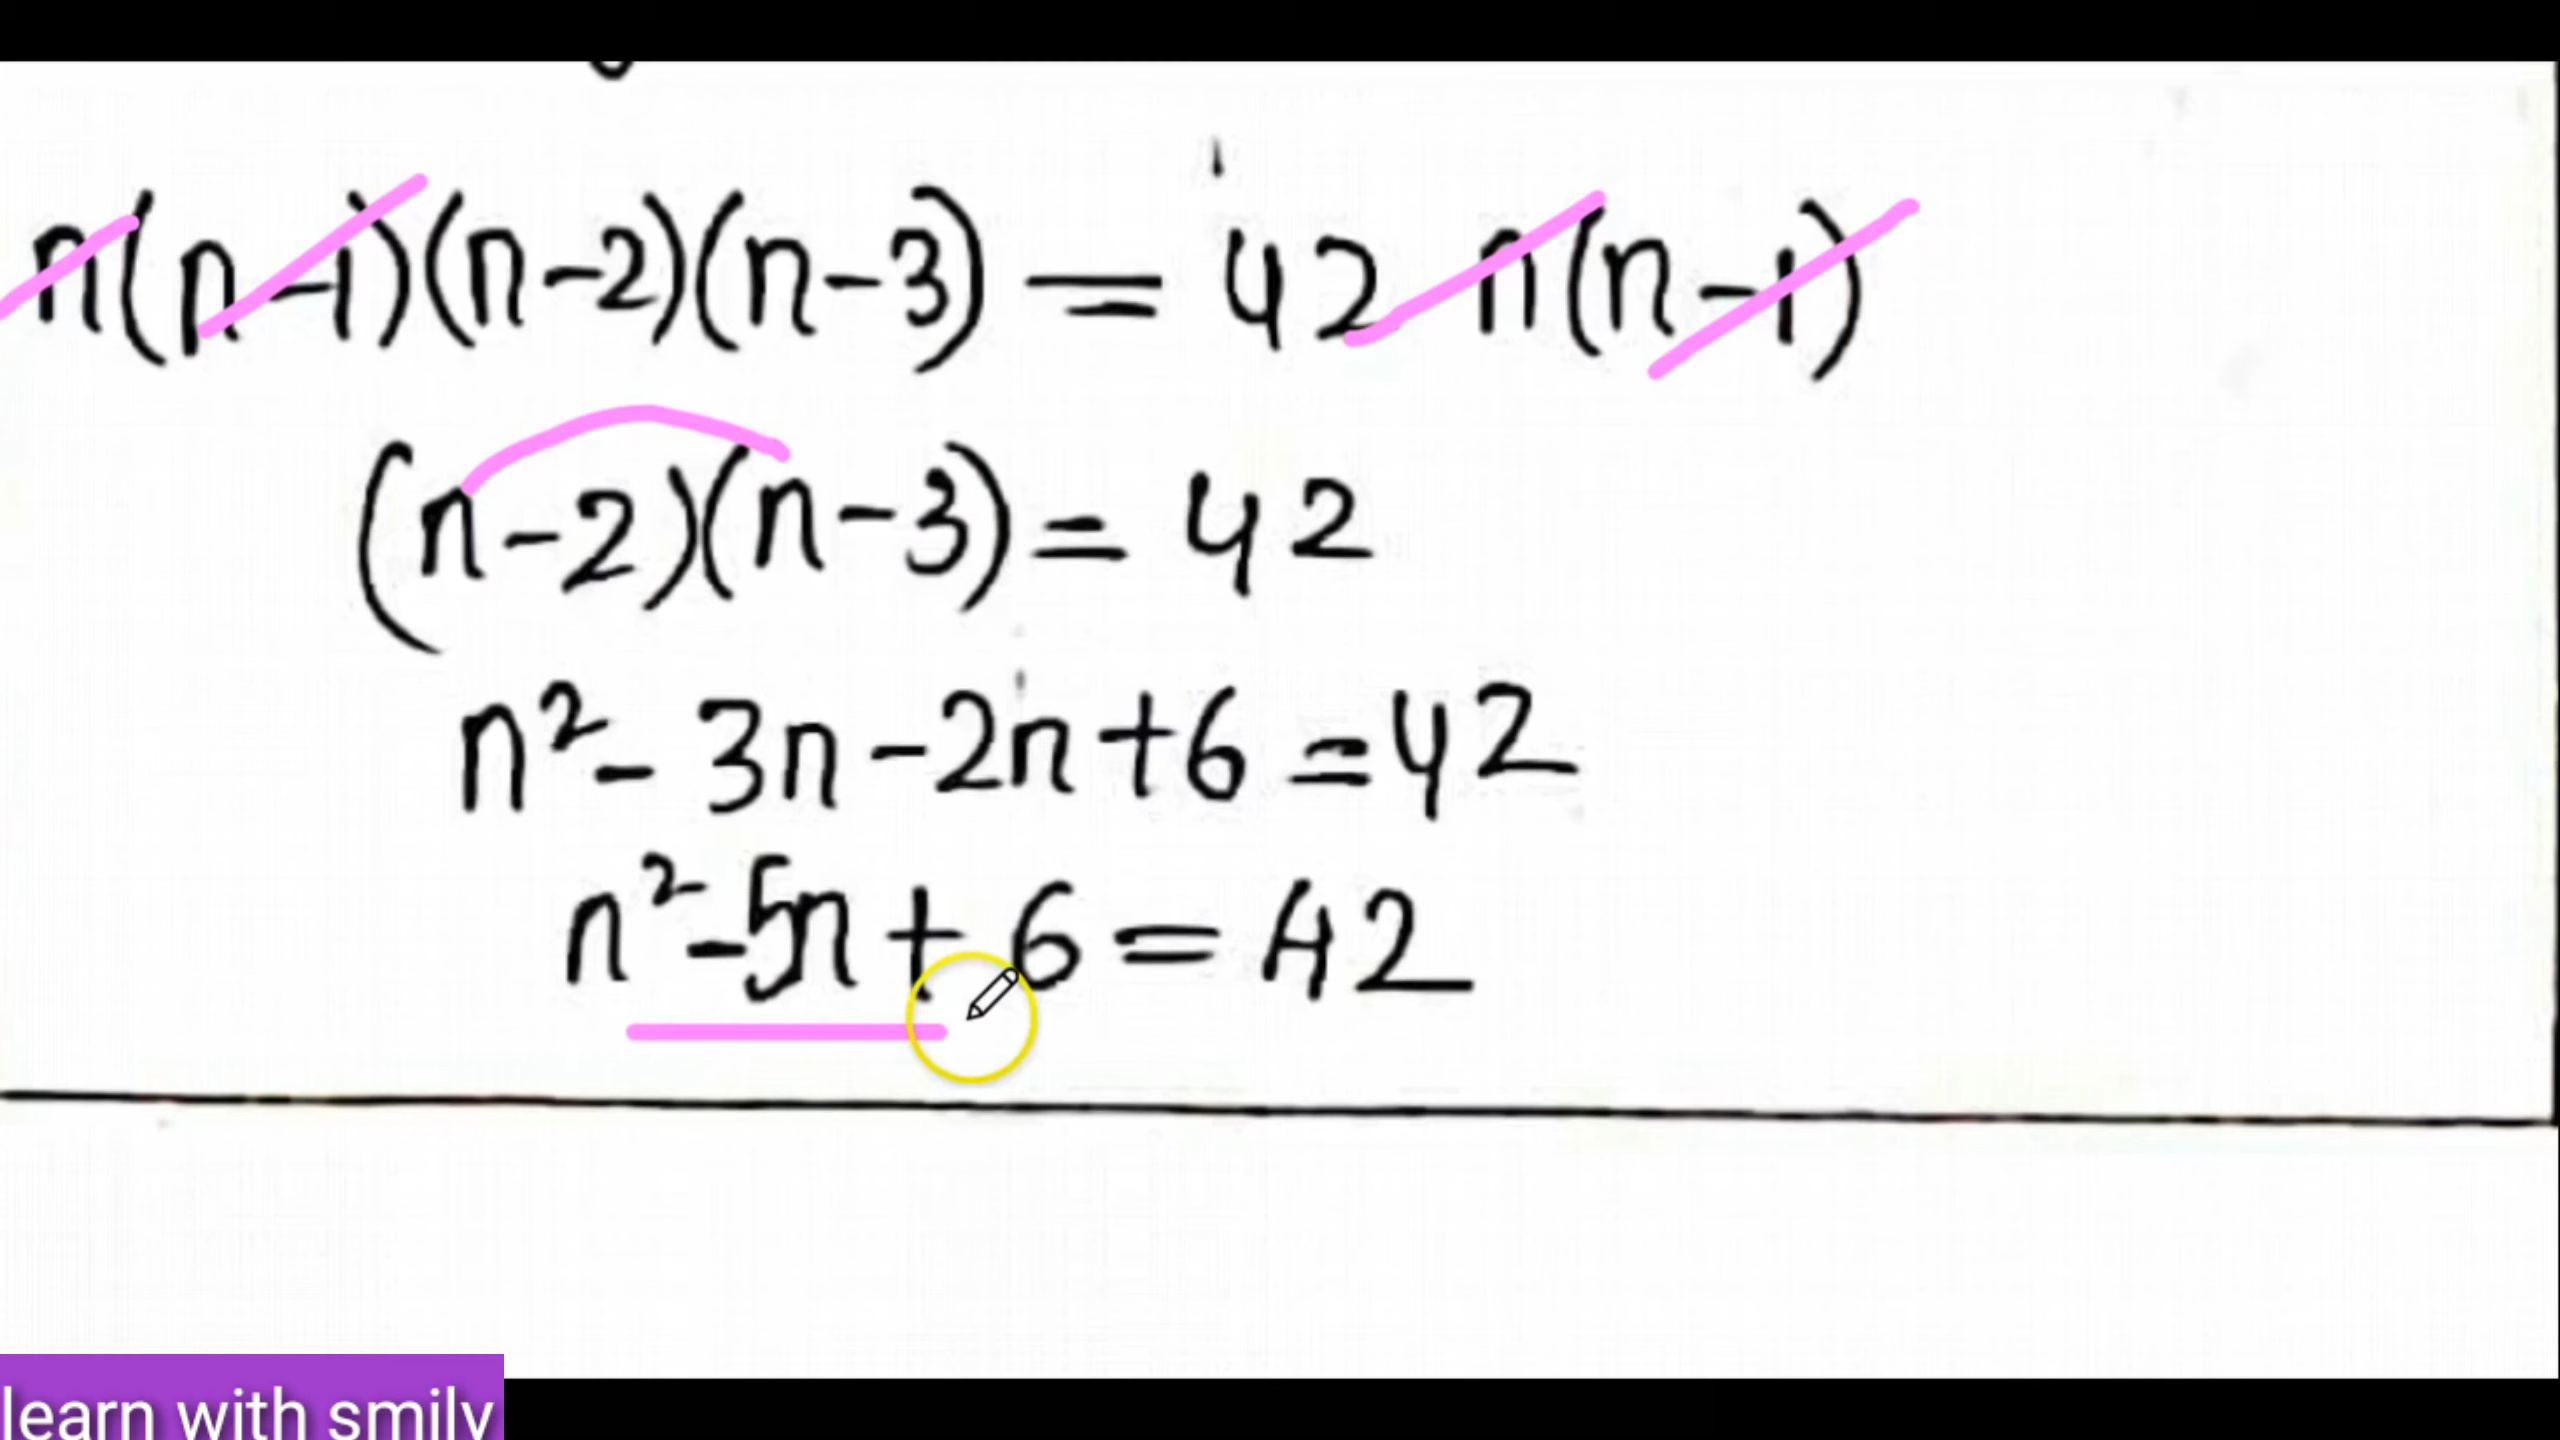 n(n-1)(n-2)(n-3) = 42 n(n-1)
(n-2)(n-3) = 42
n² - 3n - 2n + 6 = 42
n² - 5n + 6 = 42
learn with smily